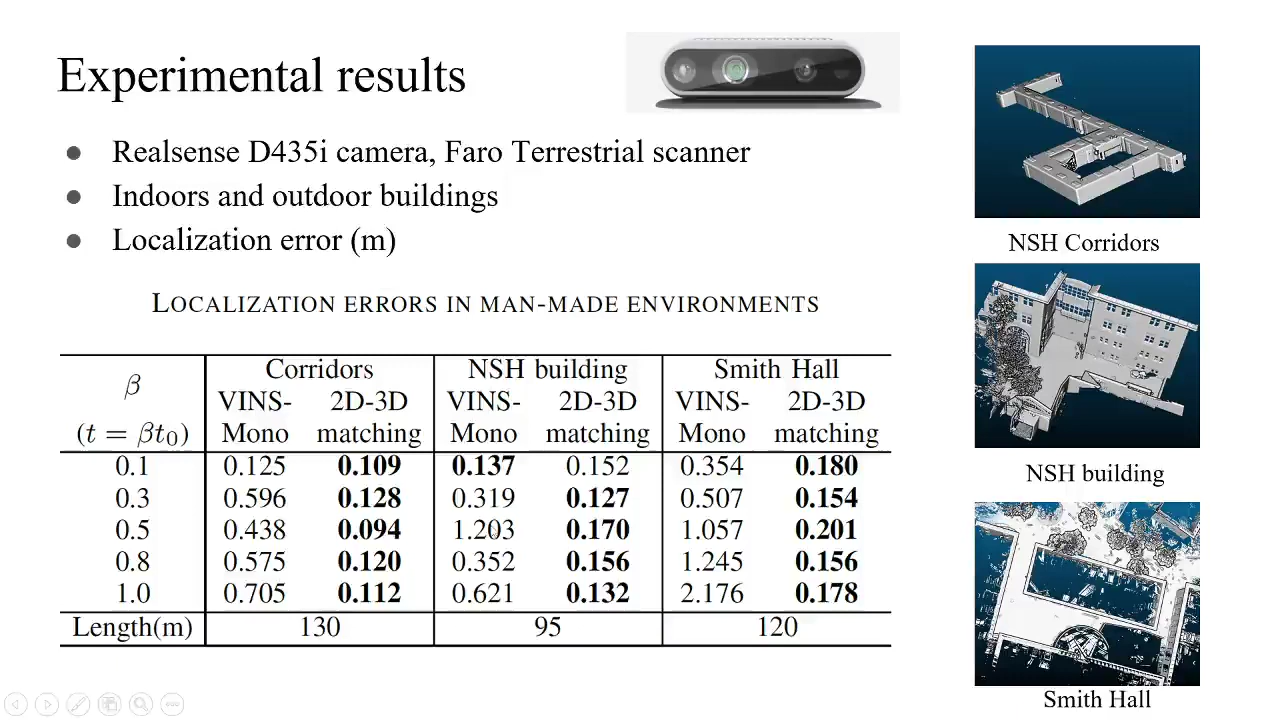 Experimental results
● Realsense D435i camera, Faro Terrestrial scanner
● Indoors and outdoor buildings
● Localization error (m)
LOCALIZATION ERRORS IN MAN-MADE ENVIRONMENTS
β (t = βt₀) Corridors NSH building Smith Hall
VINS-Mono 2D-3D matching VINS-Mono 2D-3D matching VINS-Mono 2D-3D matching
0.1 0.125 0.109 0.137 0.152 0.354 0.180
0.3 0.596 0.128 0.319 0.127 0.507 0.154
0.5 0.438 0.094 1.203 0.170 1.057 0.201
0.8 0.575 0.120 0.352 0.156 1.245 0.156
1.0 0.705 0.112 0.621 0.132 2.176 0.178
Length(m) 130 95 120
NSH Corridors
NSH building
Smith Hall